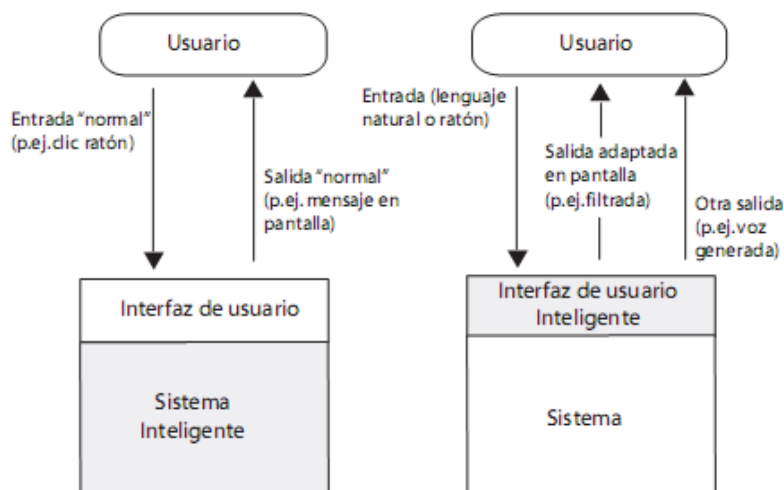 Usuario
Entrada “normal”
(p.ej.clic ratón)
Salida “normal”
(p.ej. mensaje en
pantalla)
Interfaz de usuario
Sistema
Inteligente
Usuario
Entrada (lenguaje
natural o ratón)
Salida adaptada
en pantalla
(p.ej.filtrada)
Otra salida
(p.ej.voz
generada)
Interfaz de usuario
Inteligente
Sistema